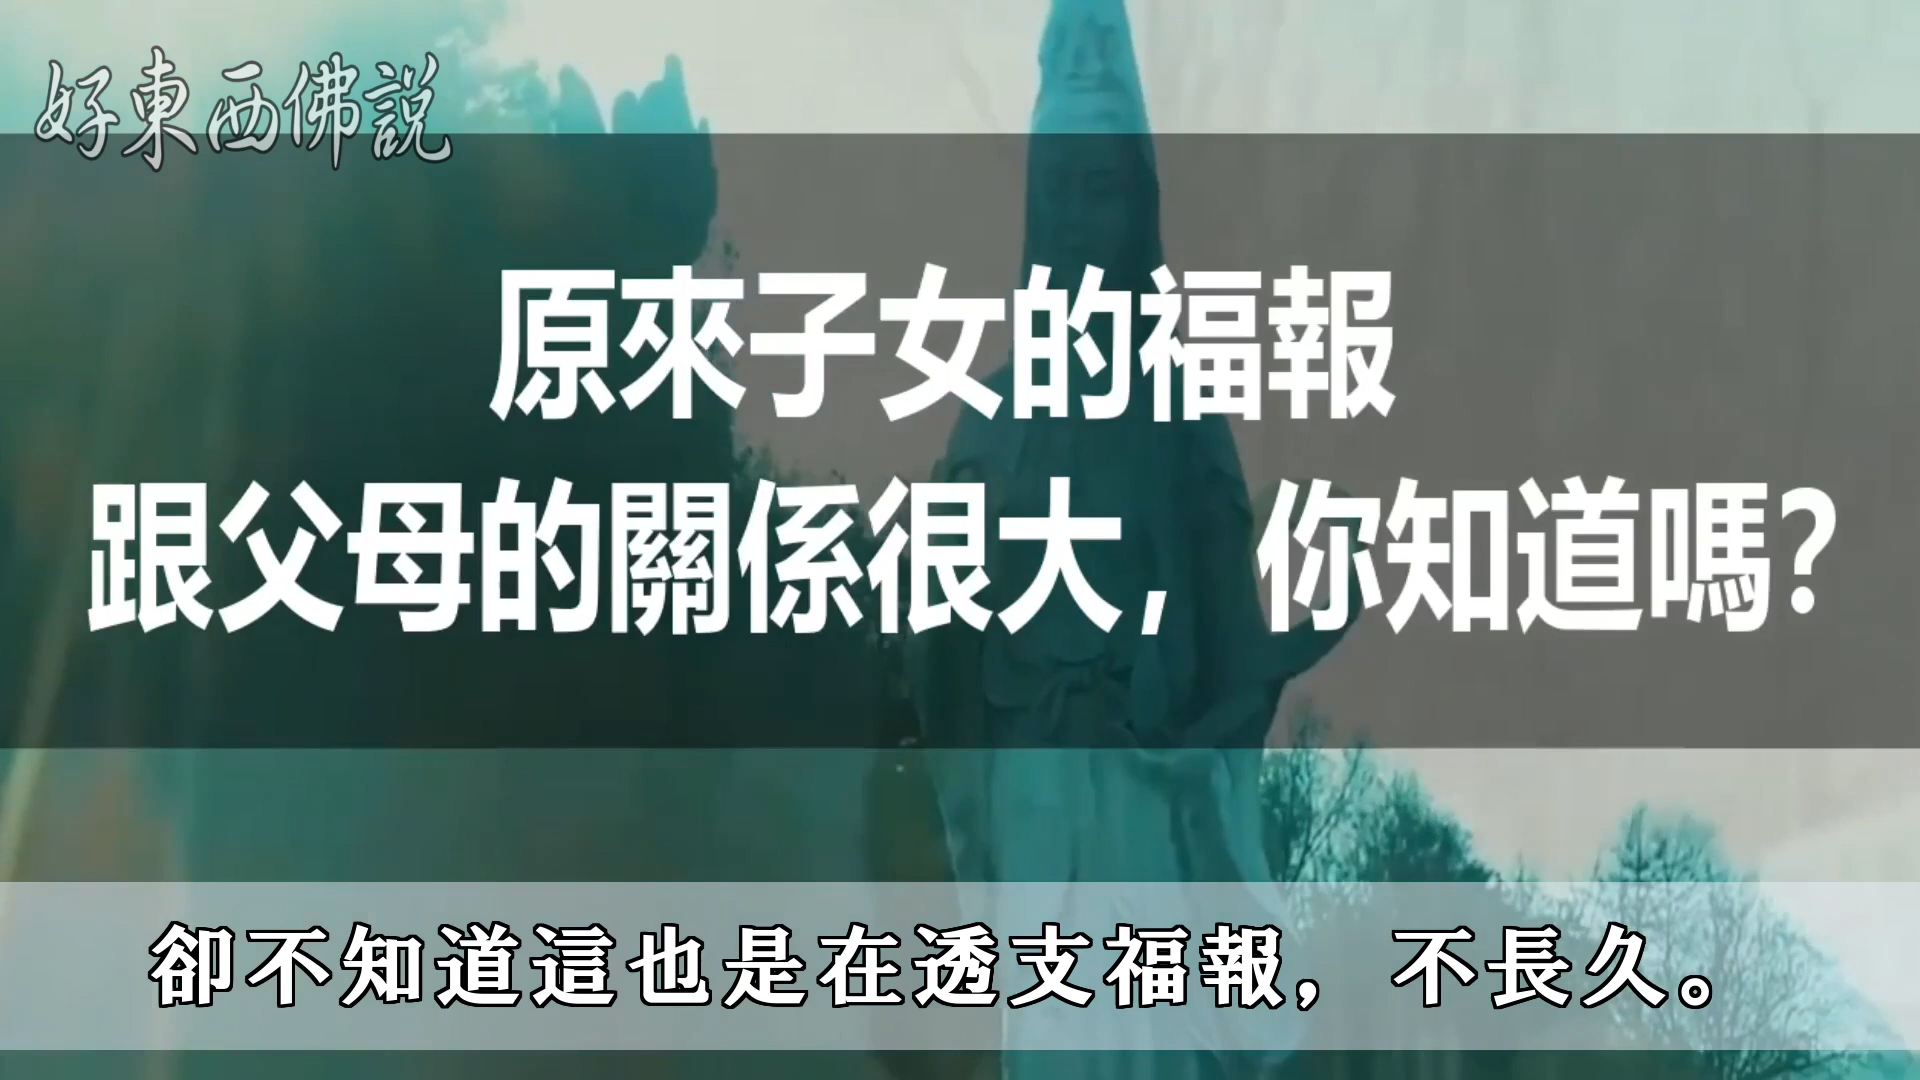 好東西佛説
原來子女的福報
跟父母的關係很大，你知道嗎？
卻不知道這也是在透支福報，不長久。